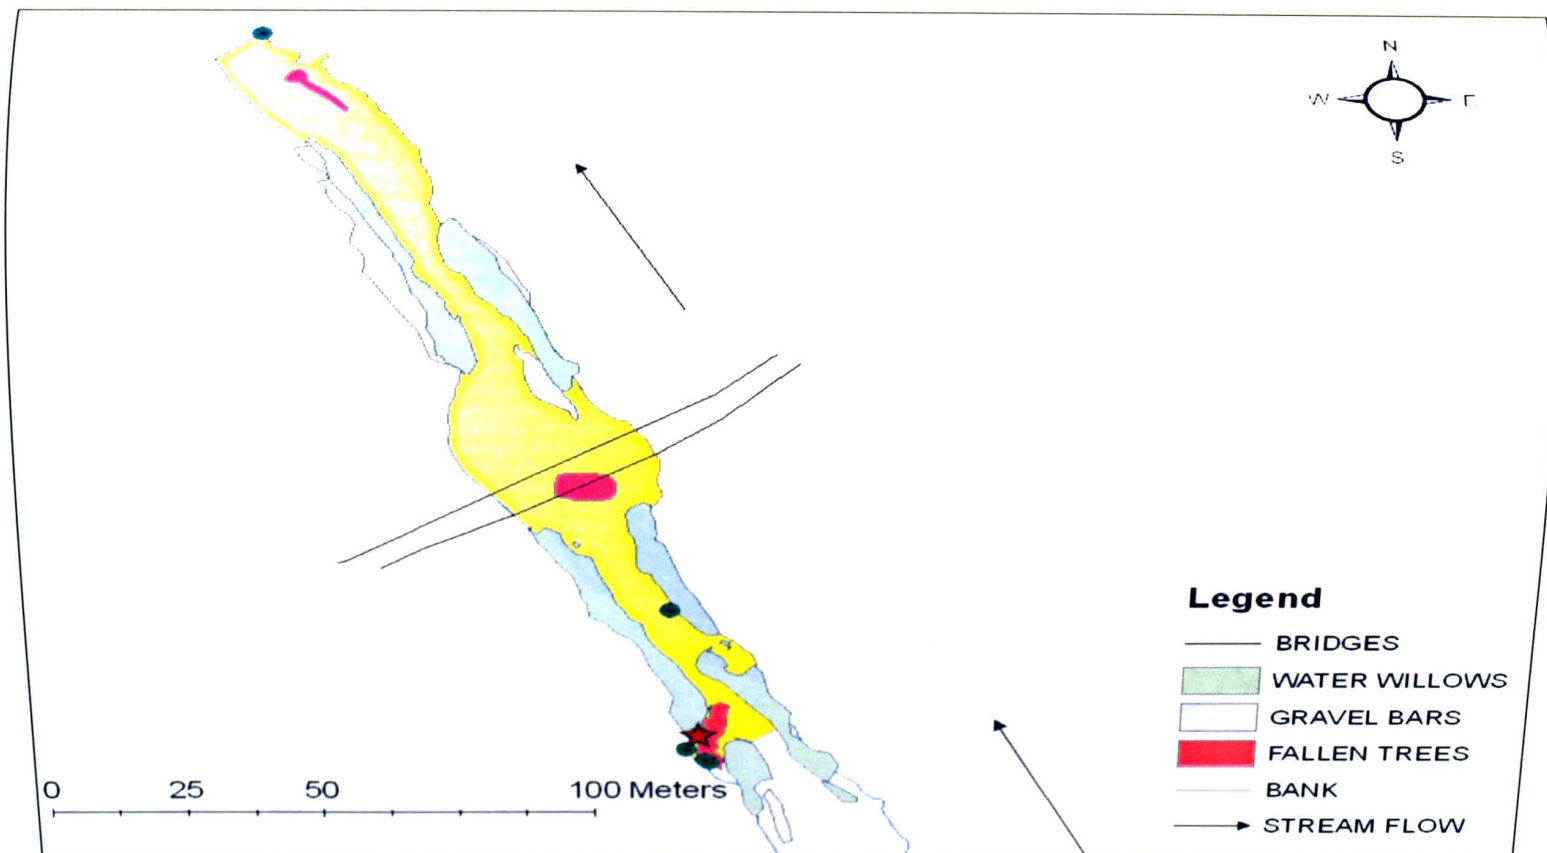 N
W E
S
Legend
BRIDGES
WATER WILLOWS
GRAVEL BARS
FALLEN TREES
BANK
STREAM FLOW
0 25 50 100 Meters